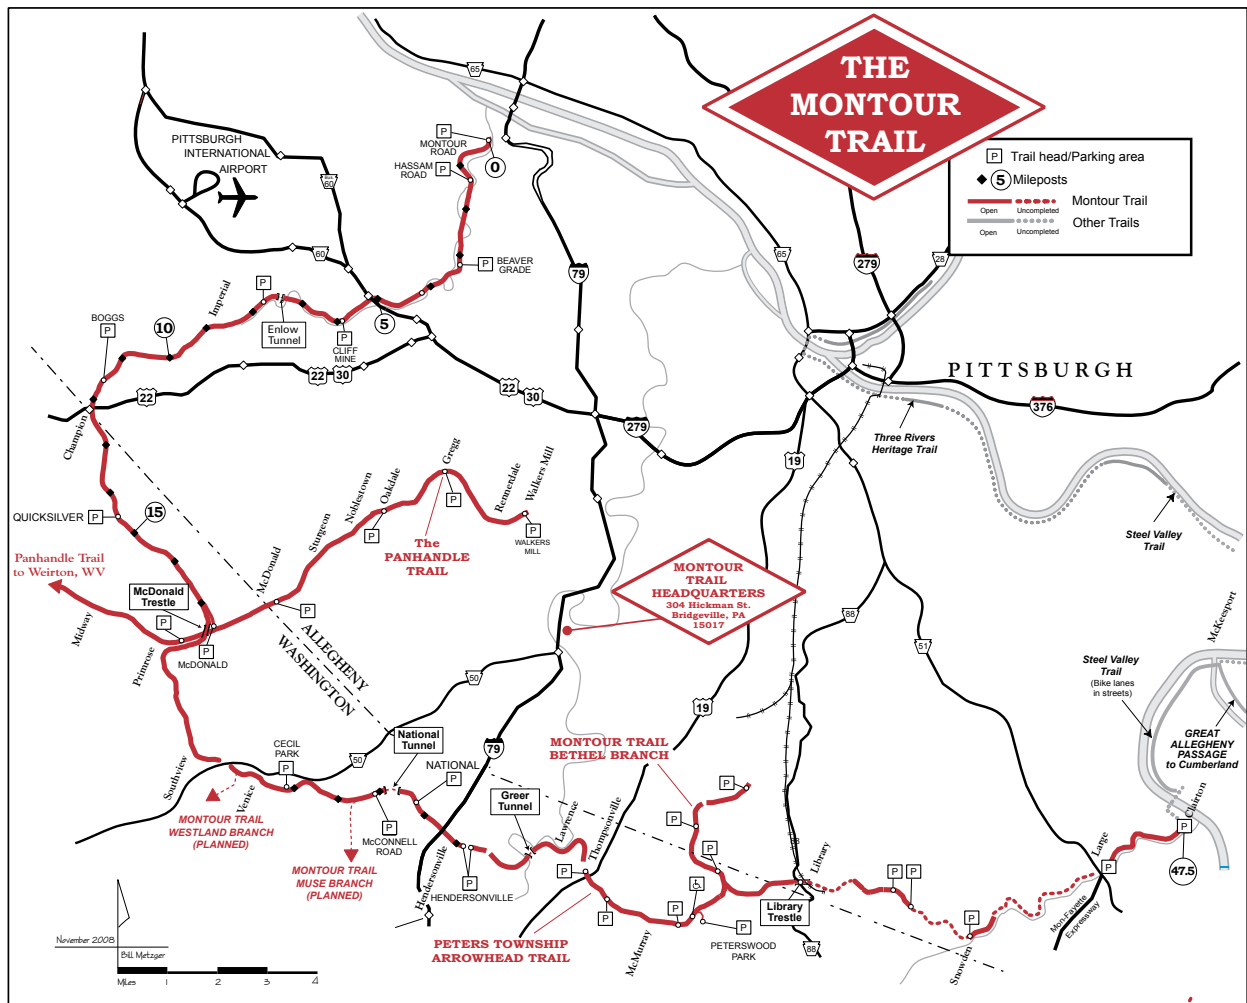 THE
MONTOUR
TRAIL
P Trail head/Parking area
5 Mileposts
Montour Trail
Open Uncompleted
Other Trails
Open Uncompleted
65
PITTSBURGH
INTERNATIONAL
AIRPORT
Bus.
60
60
P
MONTOUR
ROAD
0
HASSAM
ROAD
P
P
BEAVER
GRADE
79
65
279
28
Imperial
P
Enlow
Tunnel
P
CLIFF
MINE
5
10
BOGGS
P
22
22
30
22
30
279
PITTSBURGH
376
Three Rivers
Heritage Trail
19
Champion
QUICKSILVER
P
15
Gregg
P
Oakdale
P
Noblestown
Sturgeon
Rennerdale
Walkers Mill
P
WALKERS
MILL
The
PANHANDLE
TRAIL
Steel Valley
Trail
Panhandle Trail
to Weirton, WV
McDonald
Trestle
McDonald
P
P
P
McDONALD
Midway
Primrose
ALLEGHENY
WASHINGTON
MONTOUR
TRAIL
HEADQUARTERS
304 Hickman St.
Bridgeville, PA
15017
88
51
McKeesport
Steel Valley
Trail
(Bike lanes
in streets)
GREAT
ALLEGHENY
PASSAGE
to Cumberland
50
19
50
79
National
Tunnel
NATIONAL
P
CECIL
PARK
P
Southview
Venice
MONTOUR TRAIL
WESTLAND BRANCH
(PLANNED)
MONTOUR TRAIL
MUSE BRANCH
(PLANNED)
P
McCONNELL
ROAD
MONTOUR TRAIL
BETHEL BRANCH
P
P
P
Greer
Tunnel
Lawrence
Thompsonville
Hendersonville
P
P
HENDERSONVILLE
P
P
P
P
PETERSWOOD
PARK
McMurray
PETERS TOWNSHIP
ARROWHEAD TRAIL
Library
Library
Trestle
88
P
P
P
Snowden
Mon-Fayette
Expressway
Lange
P
Clairton
P
47.5
November 2008
Bill Metzger
Miles 1 2 3 4